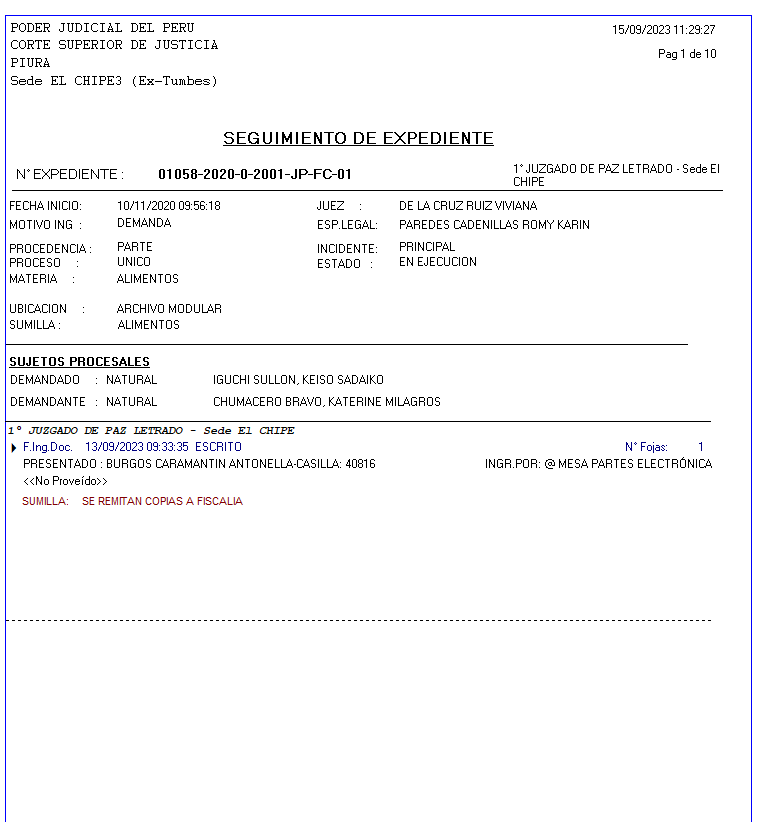 PODER JUDICIAL DEL PERU
15/09/2023 11:29:27
CORTE SUPERIOR DE JUSTICIA
Pag 1 de 10
PIURA
Sede EL CHIPE3 (Ex-Tumbes)
SEGUIMIENTO DE EXPEDIENTE
N° EXPEDIENTE : 01058-2020-0-2001-JP-FC-01 1° JUZGADO DE PAZ LETRADO - Sede El
CHIPE
FECHA INICIO: 10/11/2020 09:56:18 JUEZ : DE LA CRUZ RUIZ VIVIANA
MOTIVO ING : DEMANDA ESP.LEGAL: PAREDES CADENILLAS ROMY KARIN
PROCEDENCIA : PARTE INCIDENTE: PRINCIPAL
PROCESO : UNICO ESTADO : EN EJECUCION
MATERIA : ALIMENTOS
UBICACION : ARCHIVO MODULAR
SUMILLA : ALIMENTOS
SUJETOS PROCESALES
DEMANDADO : NATURAL IGUCHI SULLON, KEISO SADAIKO
DEMANDANTE : NATURAL CHUMACERO BRAVO, KATERINE MILAGROS
1° JUZGADO DE PAZ LETRADO - Sede El CHIPE
F.Ing.Doc. 13/09/2023 09:33:35 ESCRITO N° Fojas: 1
PRESENTADO : BURGOS CARAMANTIN ANTONELLA-CASILLA: 40816 INGR.POR: @ MESA PARTES ELECTRÓNICA
<<No Proveído>>
SUMILLA: SE REMITAN COPIAS A FISCALIA